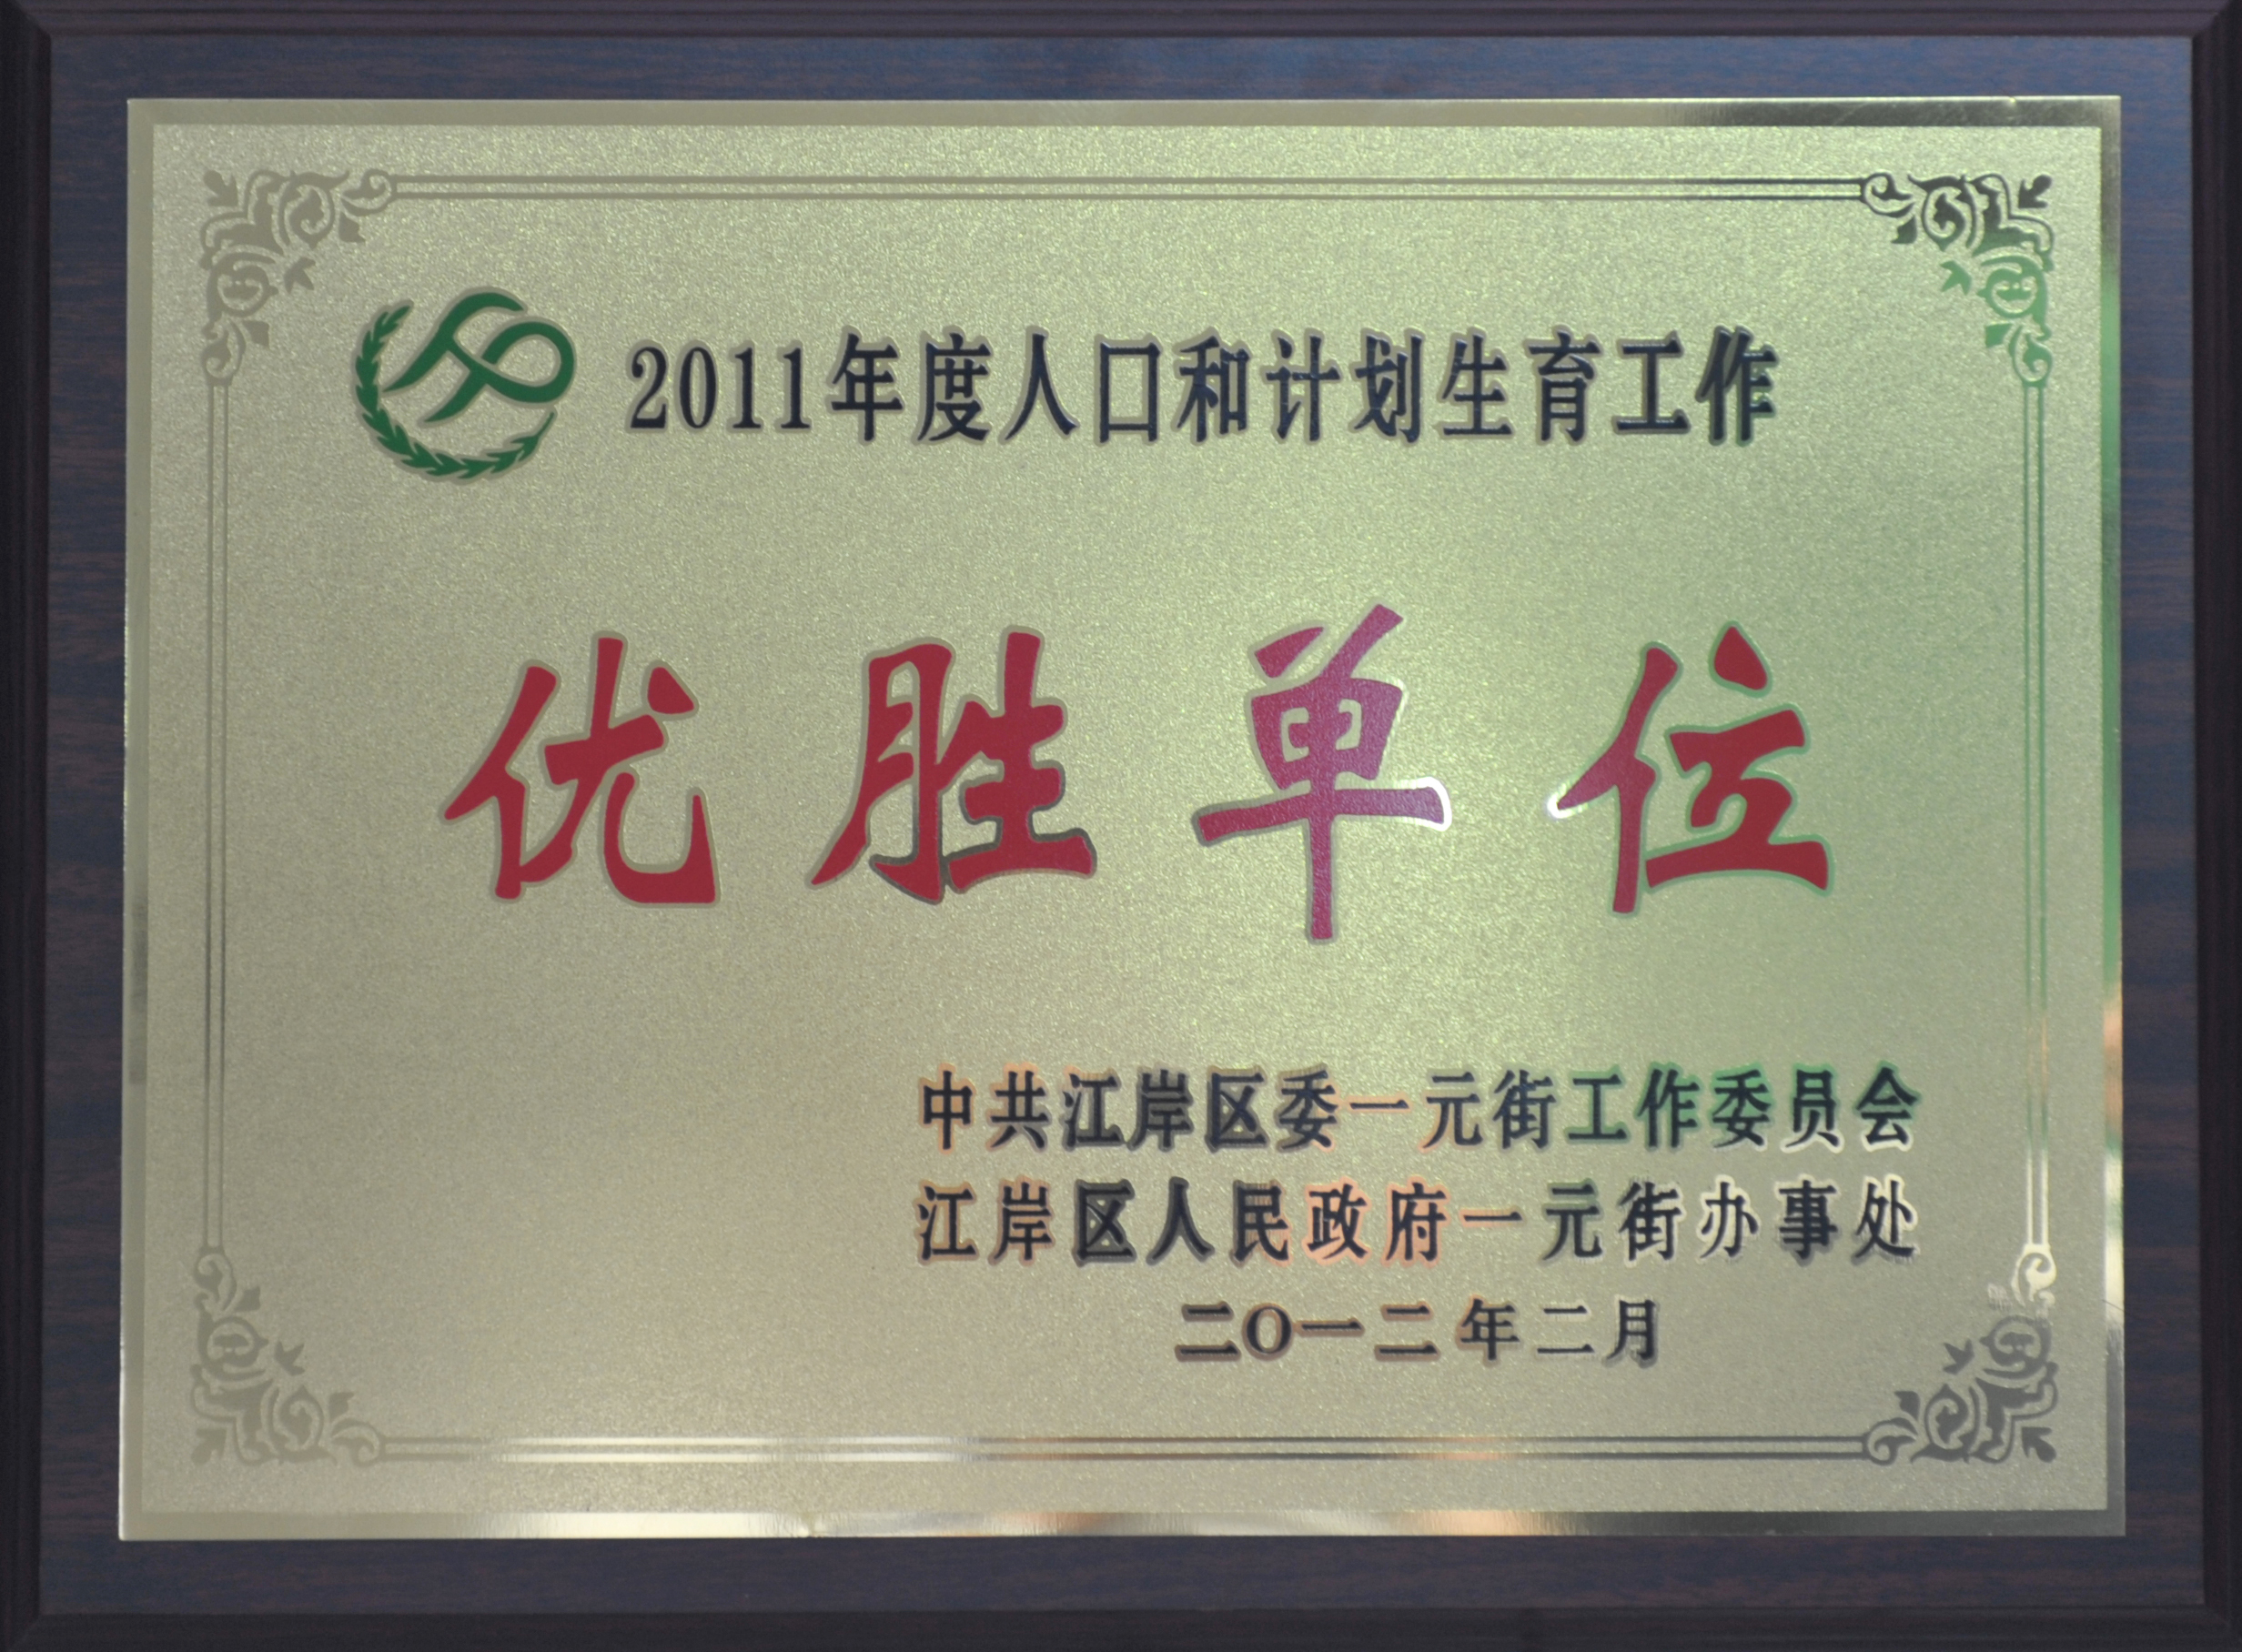 2011年度人口和计划生育工作
优胜单位
中共江岸区委一元街工作委员会
江岸区人民政府一元街办事处
二〇一二年二月